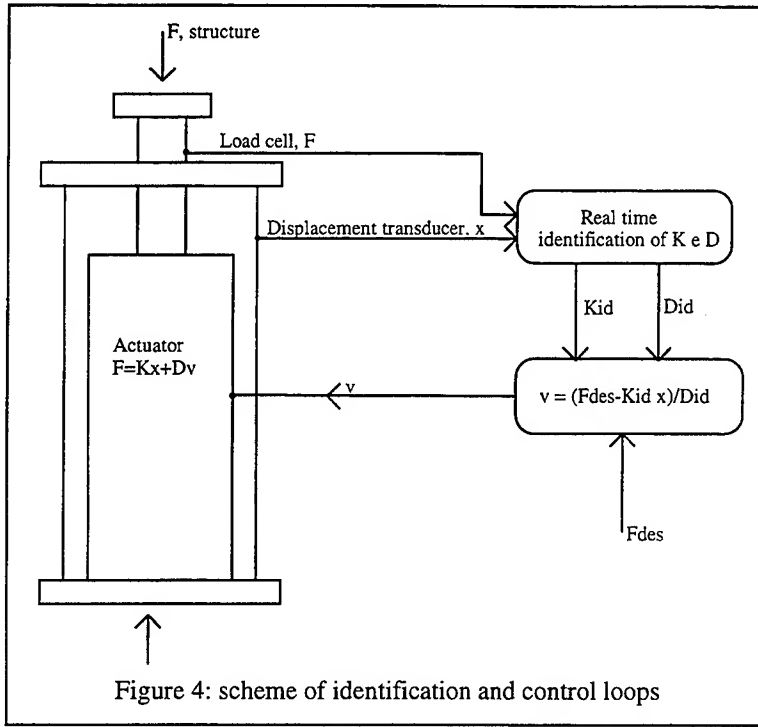 F, structure
Load cell, F
Displacement transducer, x
Real time
identification of K e D
Kid
Did
Actuator
F=Kx+Dv
v
v = (Fdes-Kid x)/Did
Fdes
Figure 4: scheme of identification and control loops